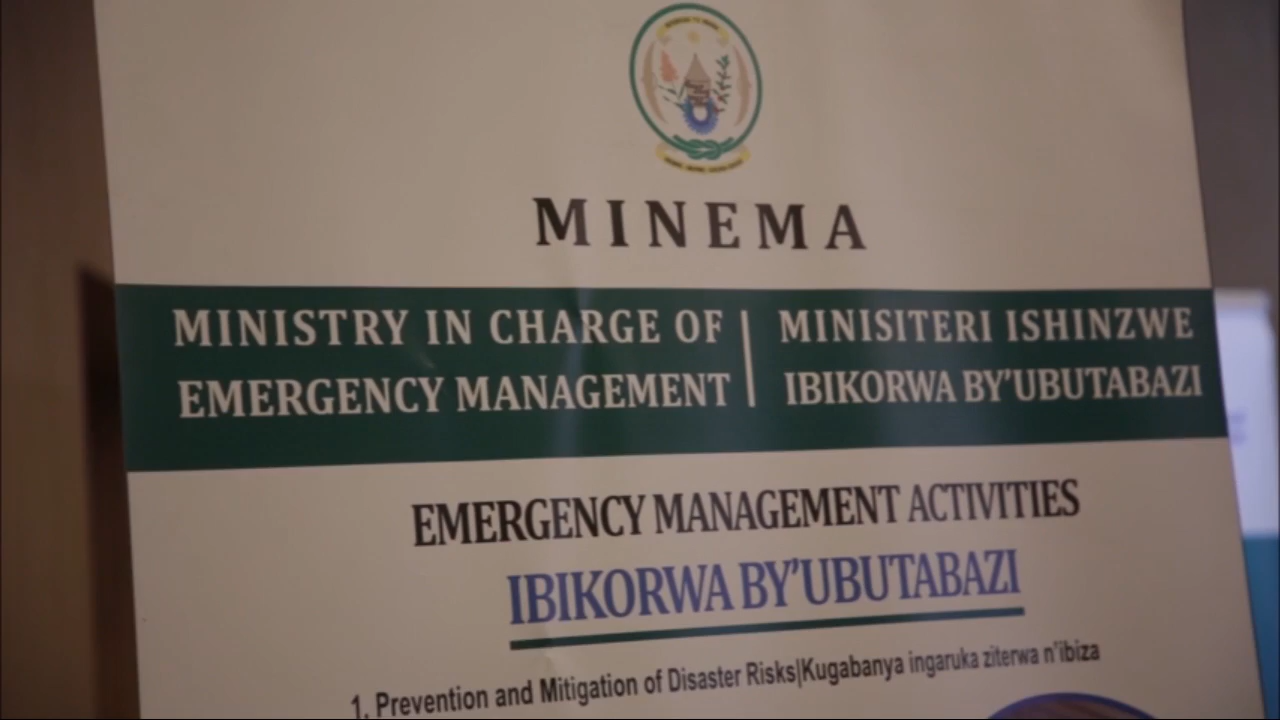 MINEMA
MINISTRY IN CHARGE OF
EMERGENCY MANAGEMENT
MINISITERI ISHINZWE
IBIKORWA BY'UBUTABAZI
EMERGENCY MANAGEMENT ACTIVITIES
IBIKORWA BY'UBUTABAZI
1. Prevention and Mitigation of Disaster Risks|Kugabanya ingaruka ziterwa n'ibiza